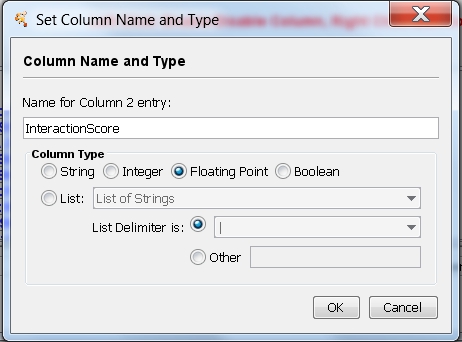 Set Column Name and Type
Column Name and Type
Name for Column 2 entry:
InteractionScore
Column Type
String Integer Floating Point Boolean
List: List of Strings
List Delimiter is: |
Other
OK Cancel